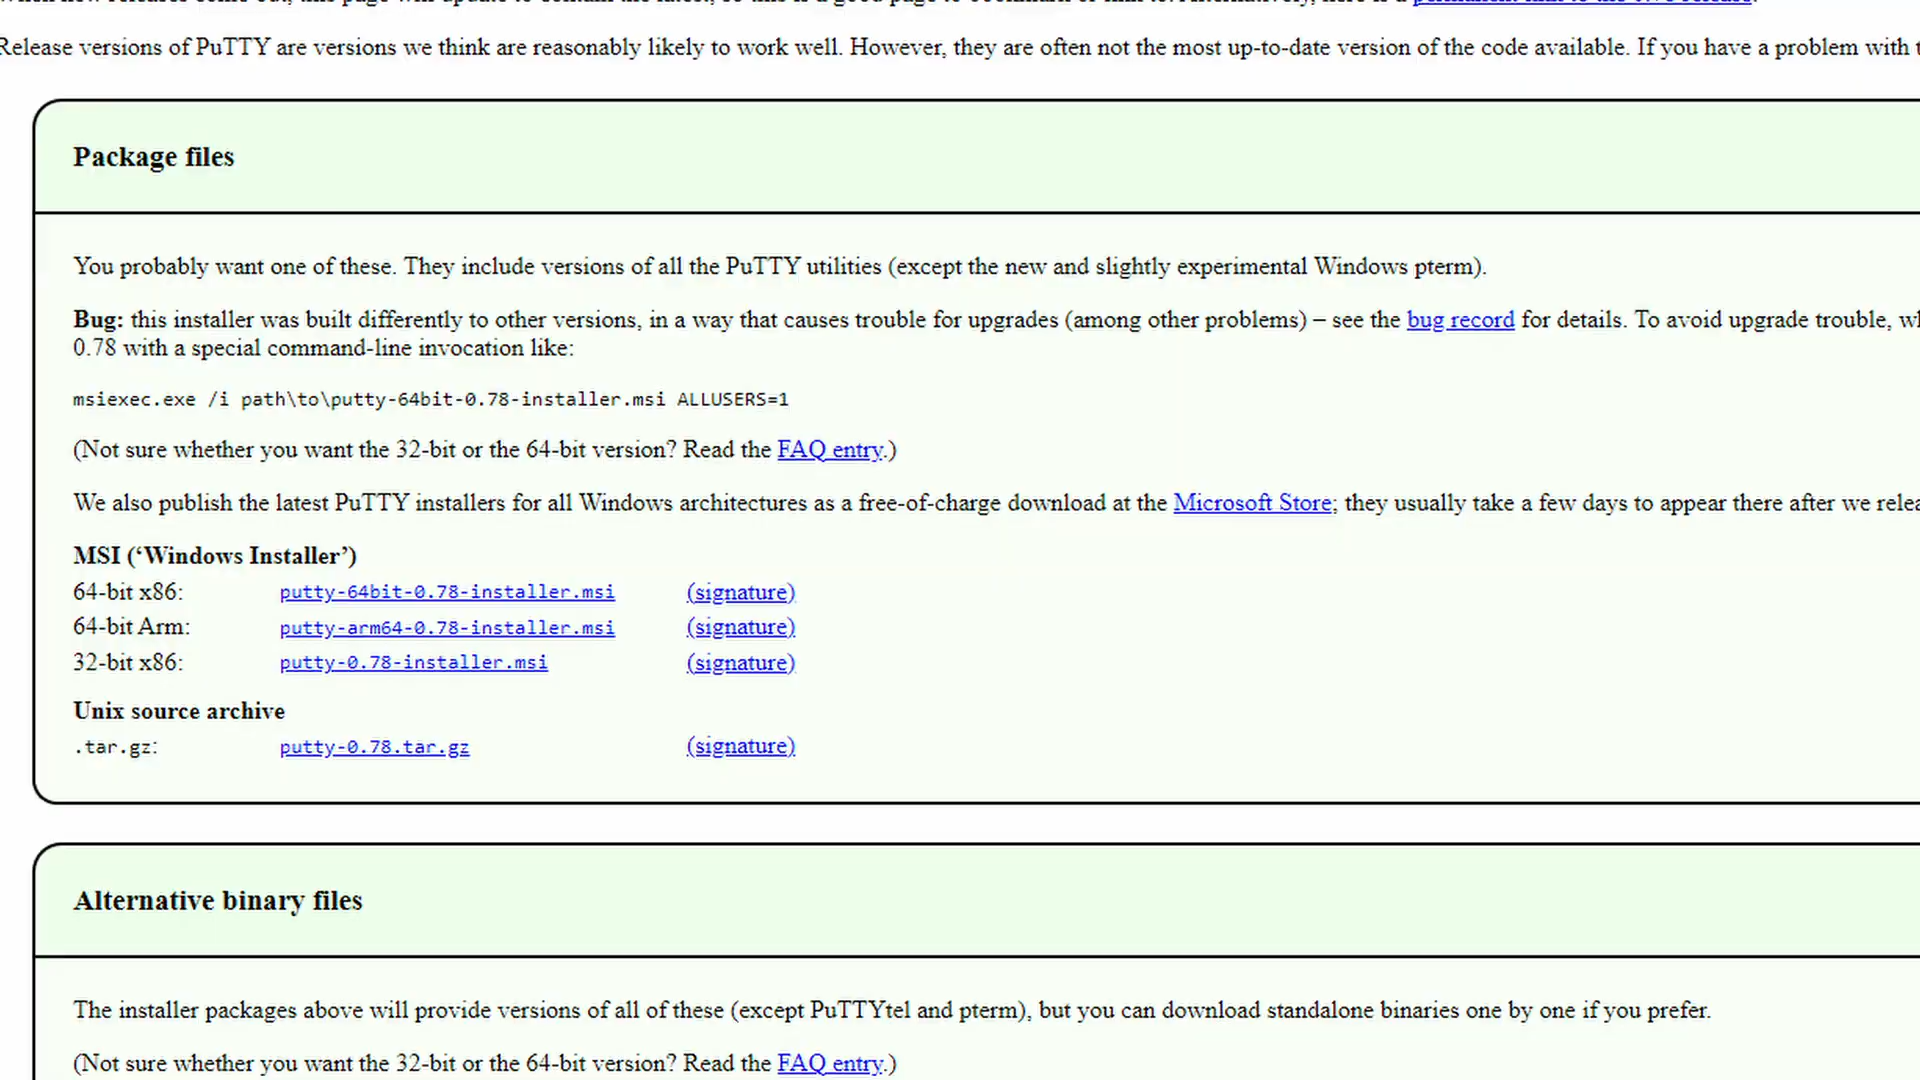 Release versions of PuTTY are versions we think are reasonably likely to work well. However, they are often not the most up-to-date version of the code available. If you have a problem with
Package files
You probably want one of these. They include versions of all the PuTTY utilities (except the new and slightly experimental Windows pterm).
Bug: this installer was built differently to other versions, in a way that causes trouble for upgrades (among other problems) – see the bug record for details. To avoid upgrade trouble,
0.78 with a special command-line invocation like:
msiexec.exe /i path\to\putty-64bit-0.78-installer.msi ALLUSERS=1
(Not sure whether you want the 32-bit or the 64-bit version? Read the FAQ entry.)
We also publish the latest PuTTY installers for all Windows architectures as a free-of-charge download at the Microsoft Store; they usually take a few days to appear there after we
MSI (‘Windows Installer’)
64-bit x86: putty-64bit-0.78-installer.msi (signature)
64-bit Arm: putty-arm64-0.78-installer.msi (signature)
32-bit x86: putty-0.78-installer.msi (signature)
Unix source archive
.tar.gz: putty-0.78.tar.gz (signature)
Alternative binary files
The installer packages above will provide versions of all of these (except PuTTYtel and pterm), but you can download standalone binaries one by one if you prefer.
(Not sure whether you want the 32-bit or the 64-bit version? Read the FAQ entry.)